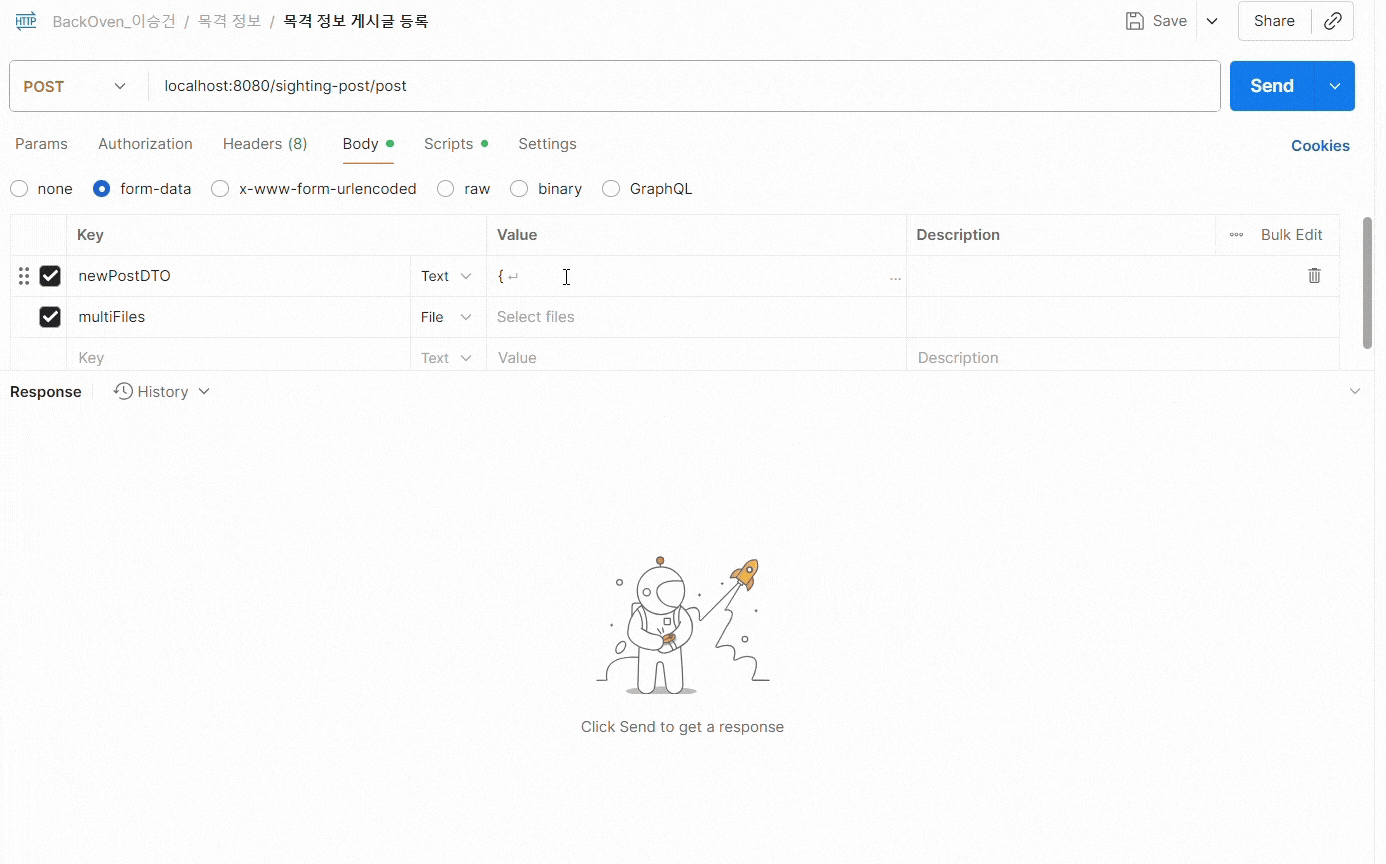 HTTP BackOven_이승건 / 목격 정보 / 목격 정보 게시글 등록 Save Share
POST localhost:8080/sighting-post/post Send
Params Authorization Headers (8) Body Scripts Settings Cookies
none form-data x-www-form-urlencoded raw binary GraphQL
Key Value Description ... Bulk Edit
newPostDTO Text { ↵ ...
multiFiles File Select files
Key Text Value Description
Response History
Click Send to get a response